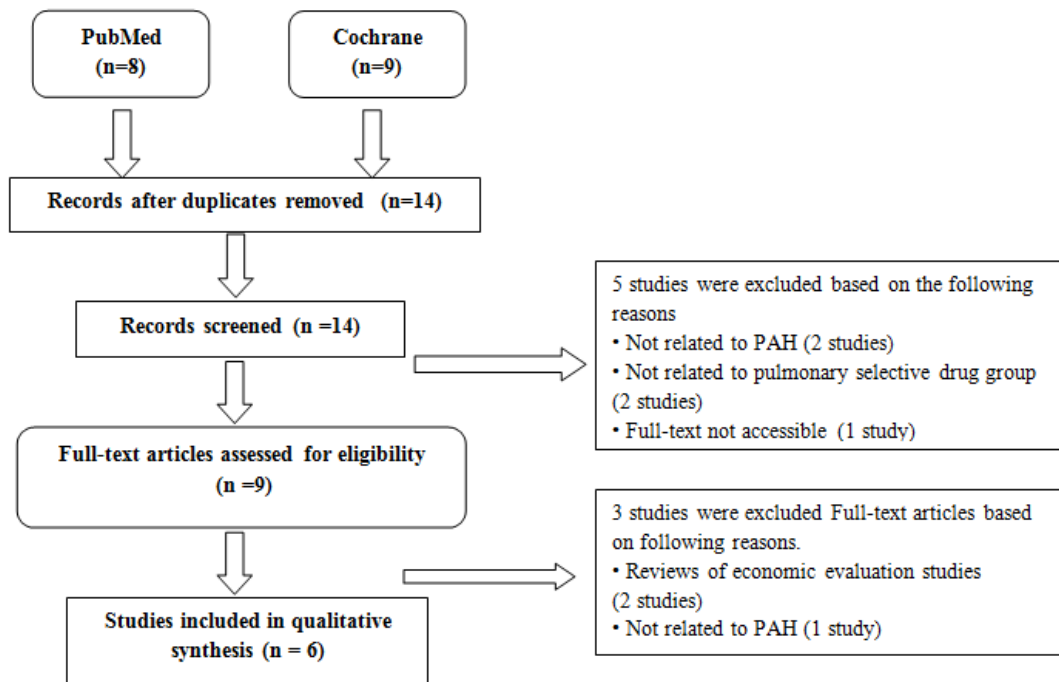 PubMed
(n=8)
Cochrane
(n=9)
Records after duplicates removed (n=14)
Records screened (n =14)
5 studies were excluded based on the following
reasons
• Not related to PAH (2 studies)
• Not related to pulmonary selective drug group
(2 studies)
• Full-text not accessible (1 study)
Full-text articles assessed for eligibility
(n =9)
3 studies were excluded Full-text articles based
on following reasons.
• Reviews of economic evaluation studies
(2 studies)
• Not related to PAH (1 study)
Studies included in qualitative
synthesis (n = 6)